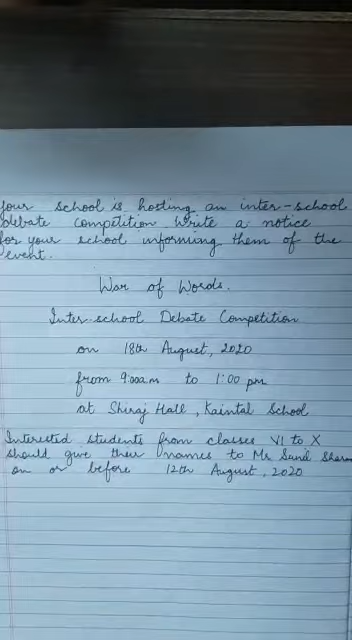 Your school is hosting an inter-school
debate competition Write a notice
for your school informing them of the
event.
War of Words.
Inter-school Debate Competition
on 18th August, 2020
from 9:00am to 1:00 pm
at Shiraj Hall, Kaintal School
Interested students from classes VI to X
should give their names to Mr
on or before 12th August, 2020